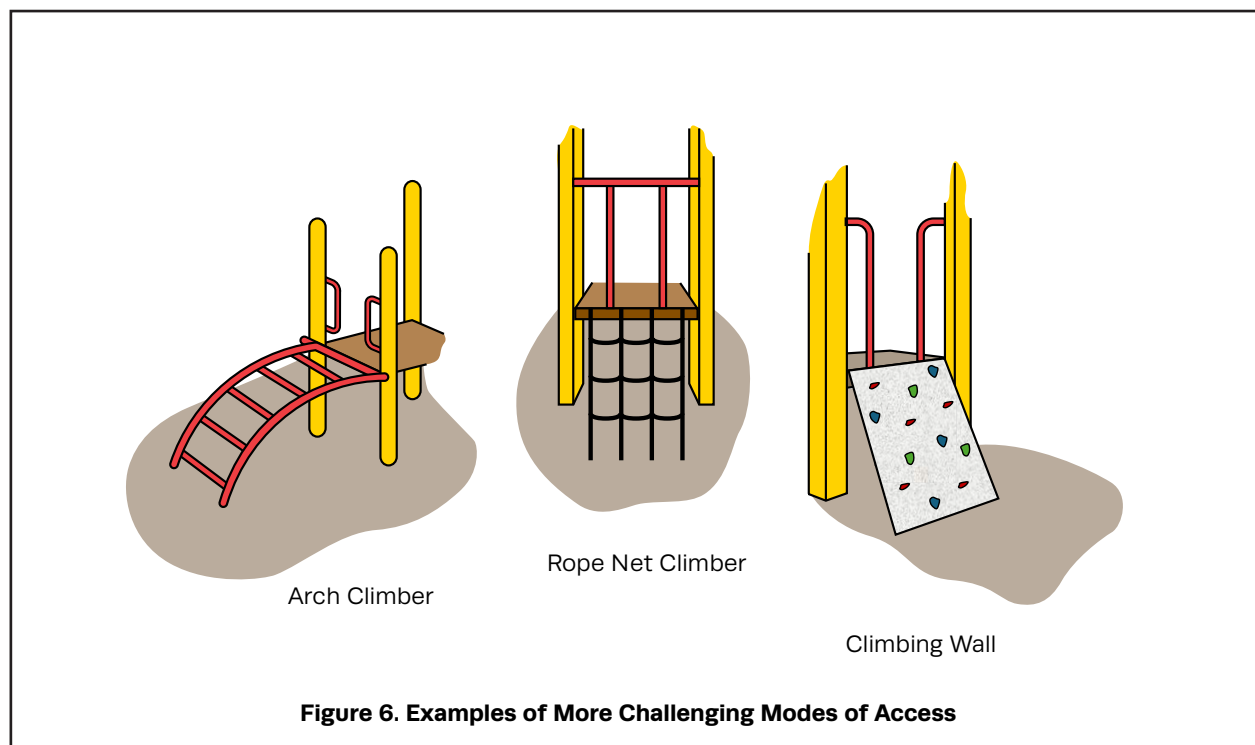 Rope Net Climber
Arch Climber
Climbing Wall
Figure 6. Examples of More Challenging Modes of Access